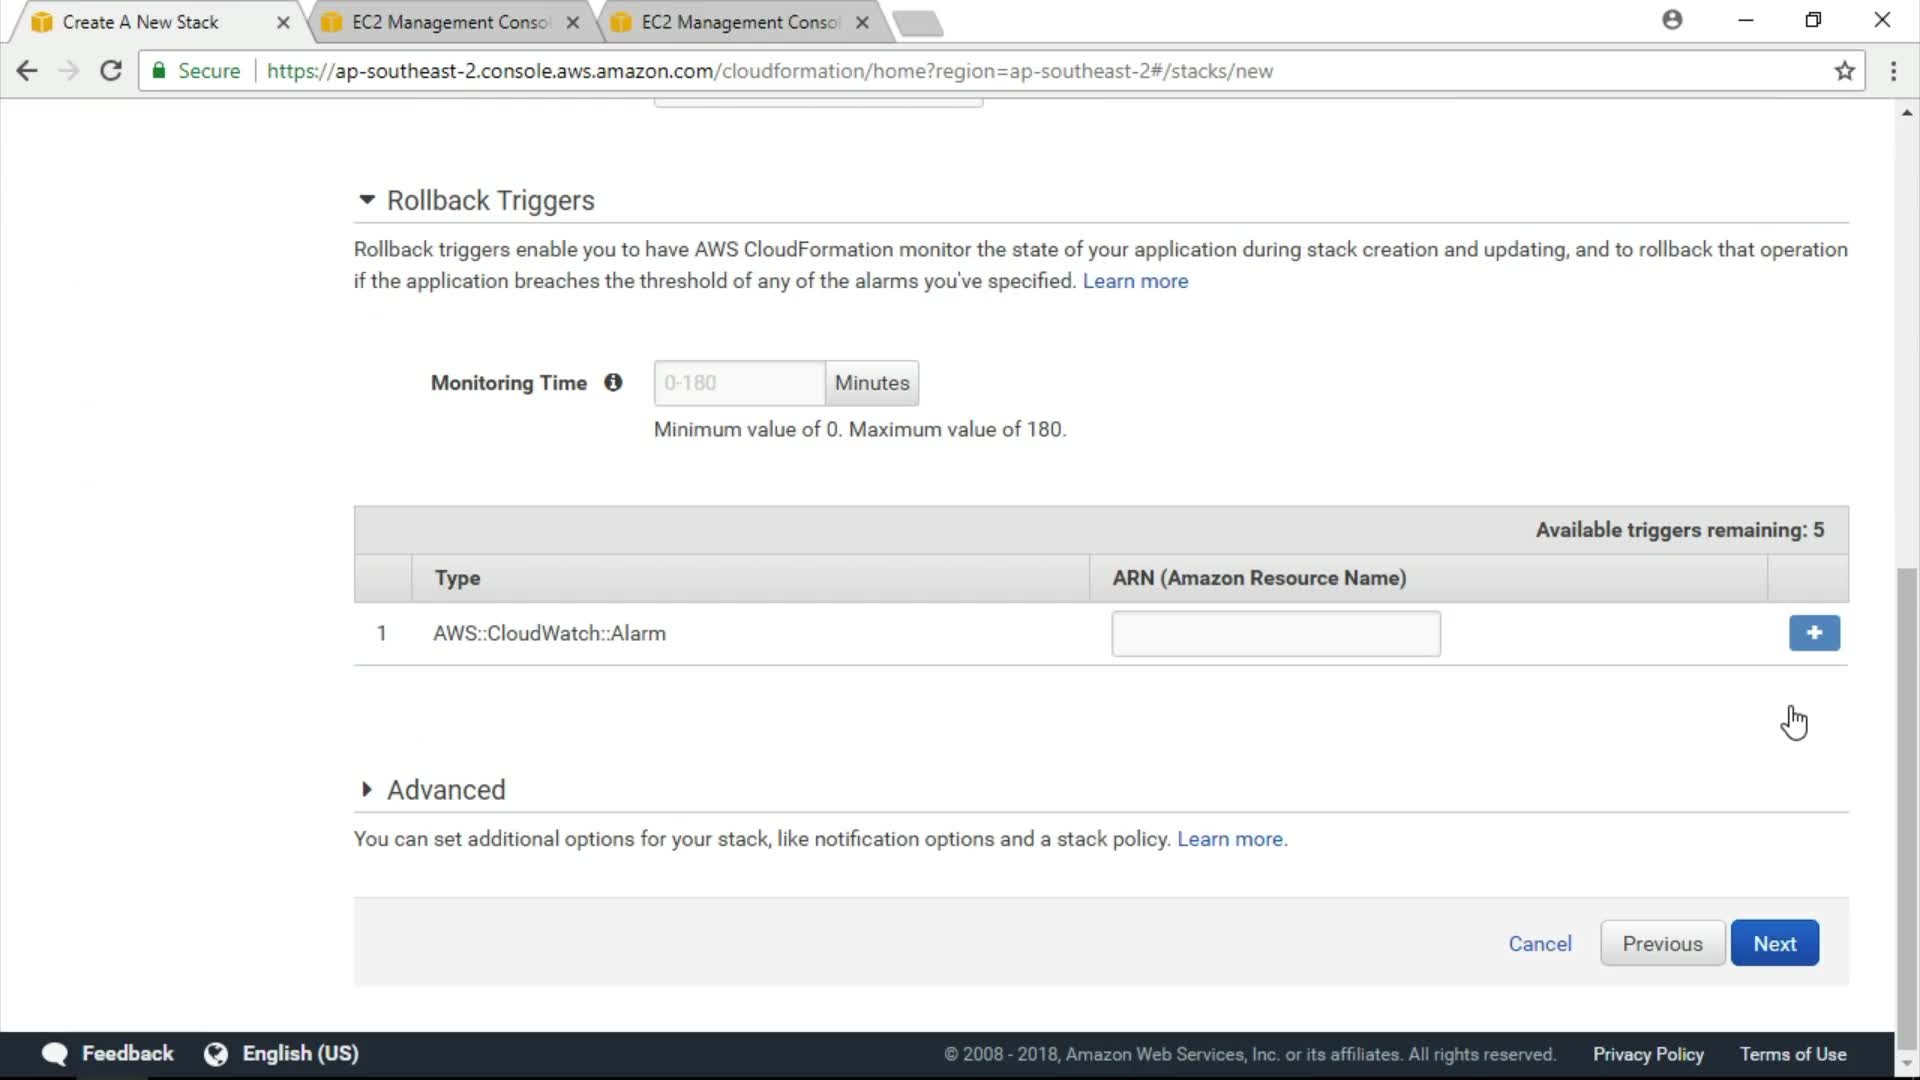 Create A New Stack
EC2 Management Conso
EC2 Management Conso
Secure
https://ap-southeast-2.console.aws.amazon.com/cloudformation/home?region=ap-southeast-2#/stacks/new
Rollback Triggers
Rollback triggers enable you to have AWS CloudFormation monitor the state of your application during stack creation and updating, and to rollback that operation
if the application breaches the threshold of any of the alarms you've specified. Learn more
Monitoring Time
0-180
Minutes
Minimum value of 0. Maximum value of 180.
Available triggers remaining: 5
Type
ARN (Amazon Resource Name)
1
AWS::CloudWatch::Alarm
Advanced
You can set additional options for your stack, like notification options and a stack policy. Learn more.
Cancel
Previous
Next
Feedback
English (US)
© 2008 - 2018, Amazon Web Services, Inc. or its affiliates. All rights reserved.
Privacy Policy
Terms of Use